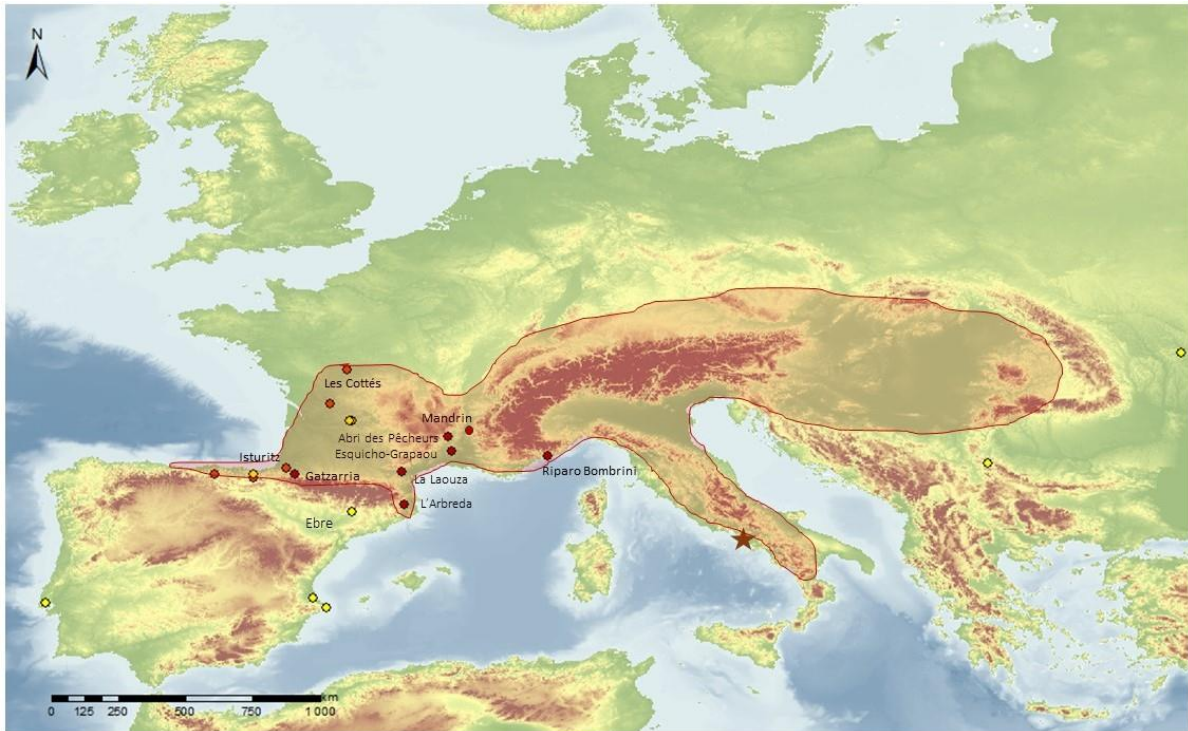 N
Les Cottés
Mandrin
Abri des Pêcheurs
Esquicho-Grapaou
Isturitz
Gatzarria
La Laouza
Riparo Bombrini
L´Arbreda
Ebre
km
0 125 250 500 750 1 000